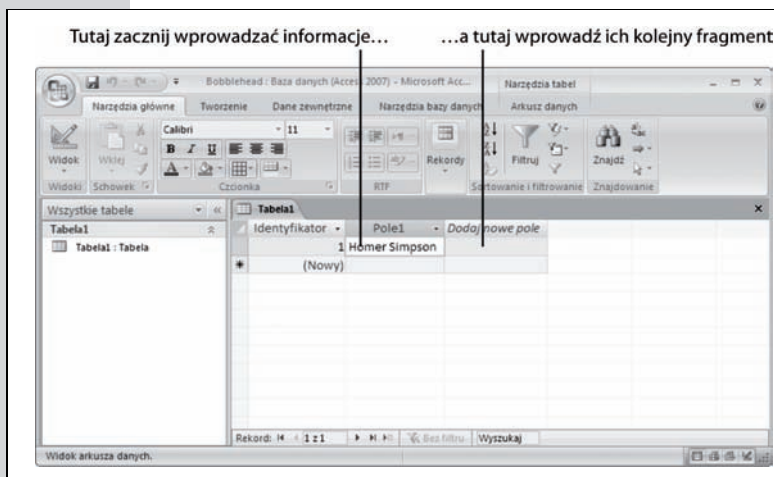 Tutaj zacznij wprowadzać informacje… …a tutaj wprowadź ich kolejny fragment
Bobblehead : Baza danych (Access 2007) - Microsoft Acc... Narzędzia tabel
Narzędzia główne Tworzenie Dane zewnętrzne Narzędzia bazy danych Arkusz danych
Calibri 11
Widok Wklej B I U A Rekordy Filtruj Znajdź
Widoki Schowek Czcionka RTF Sortowanie i filtrowanie Znajdowanie
Wszystkie tabele Tabela1
Tabela1 Identyfikator Pole1 Dodaj nowe pole
Tabela1 : Tabela 1 Homer Simpson
(Nowy)
Rekord: 1 z 1 Bez filtru Wyszukaj
Widok arkusza danych.